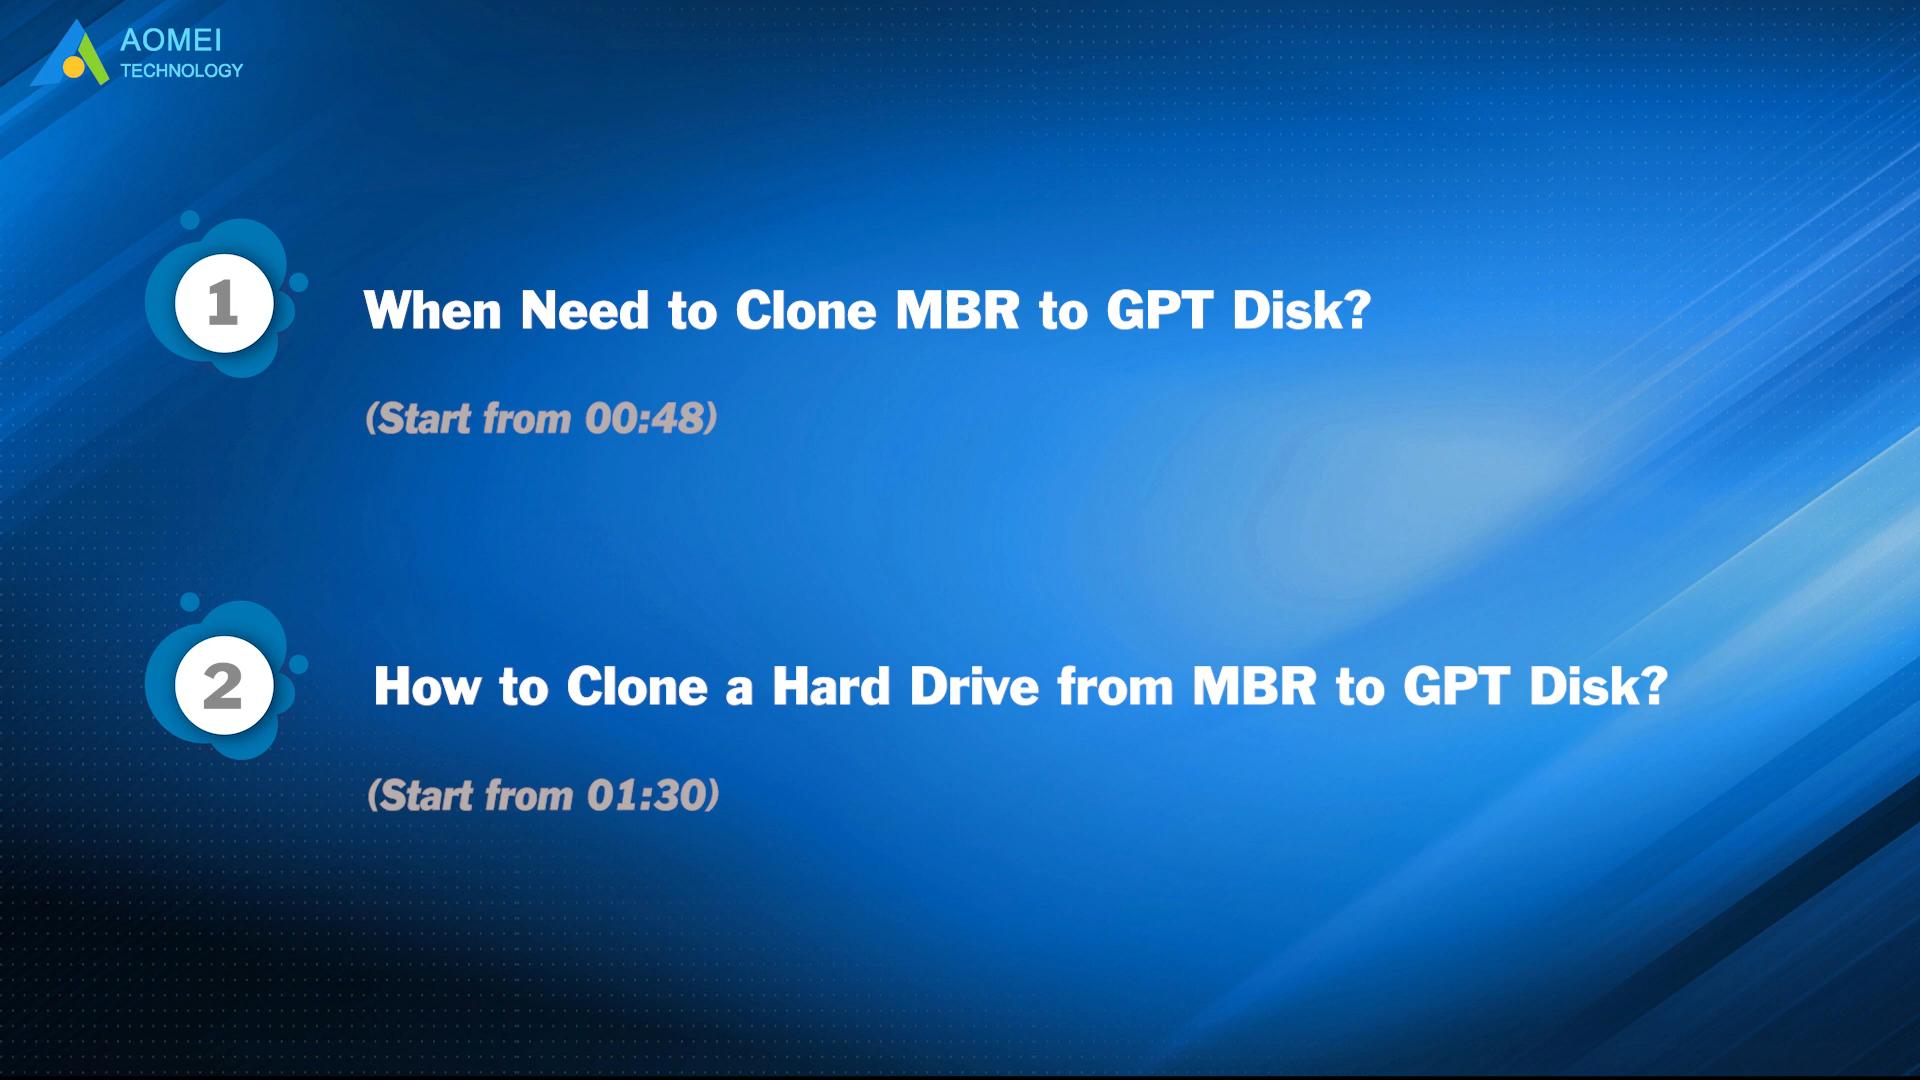 AOMEI
TECHNOLOGY
1
When Need to Clone MBR to GPT Disk?
(Start from 00:48)
2
How to Clone a Hard Drive from MBR to GPT Disk?
(Start from 01:30)